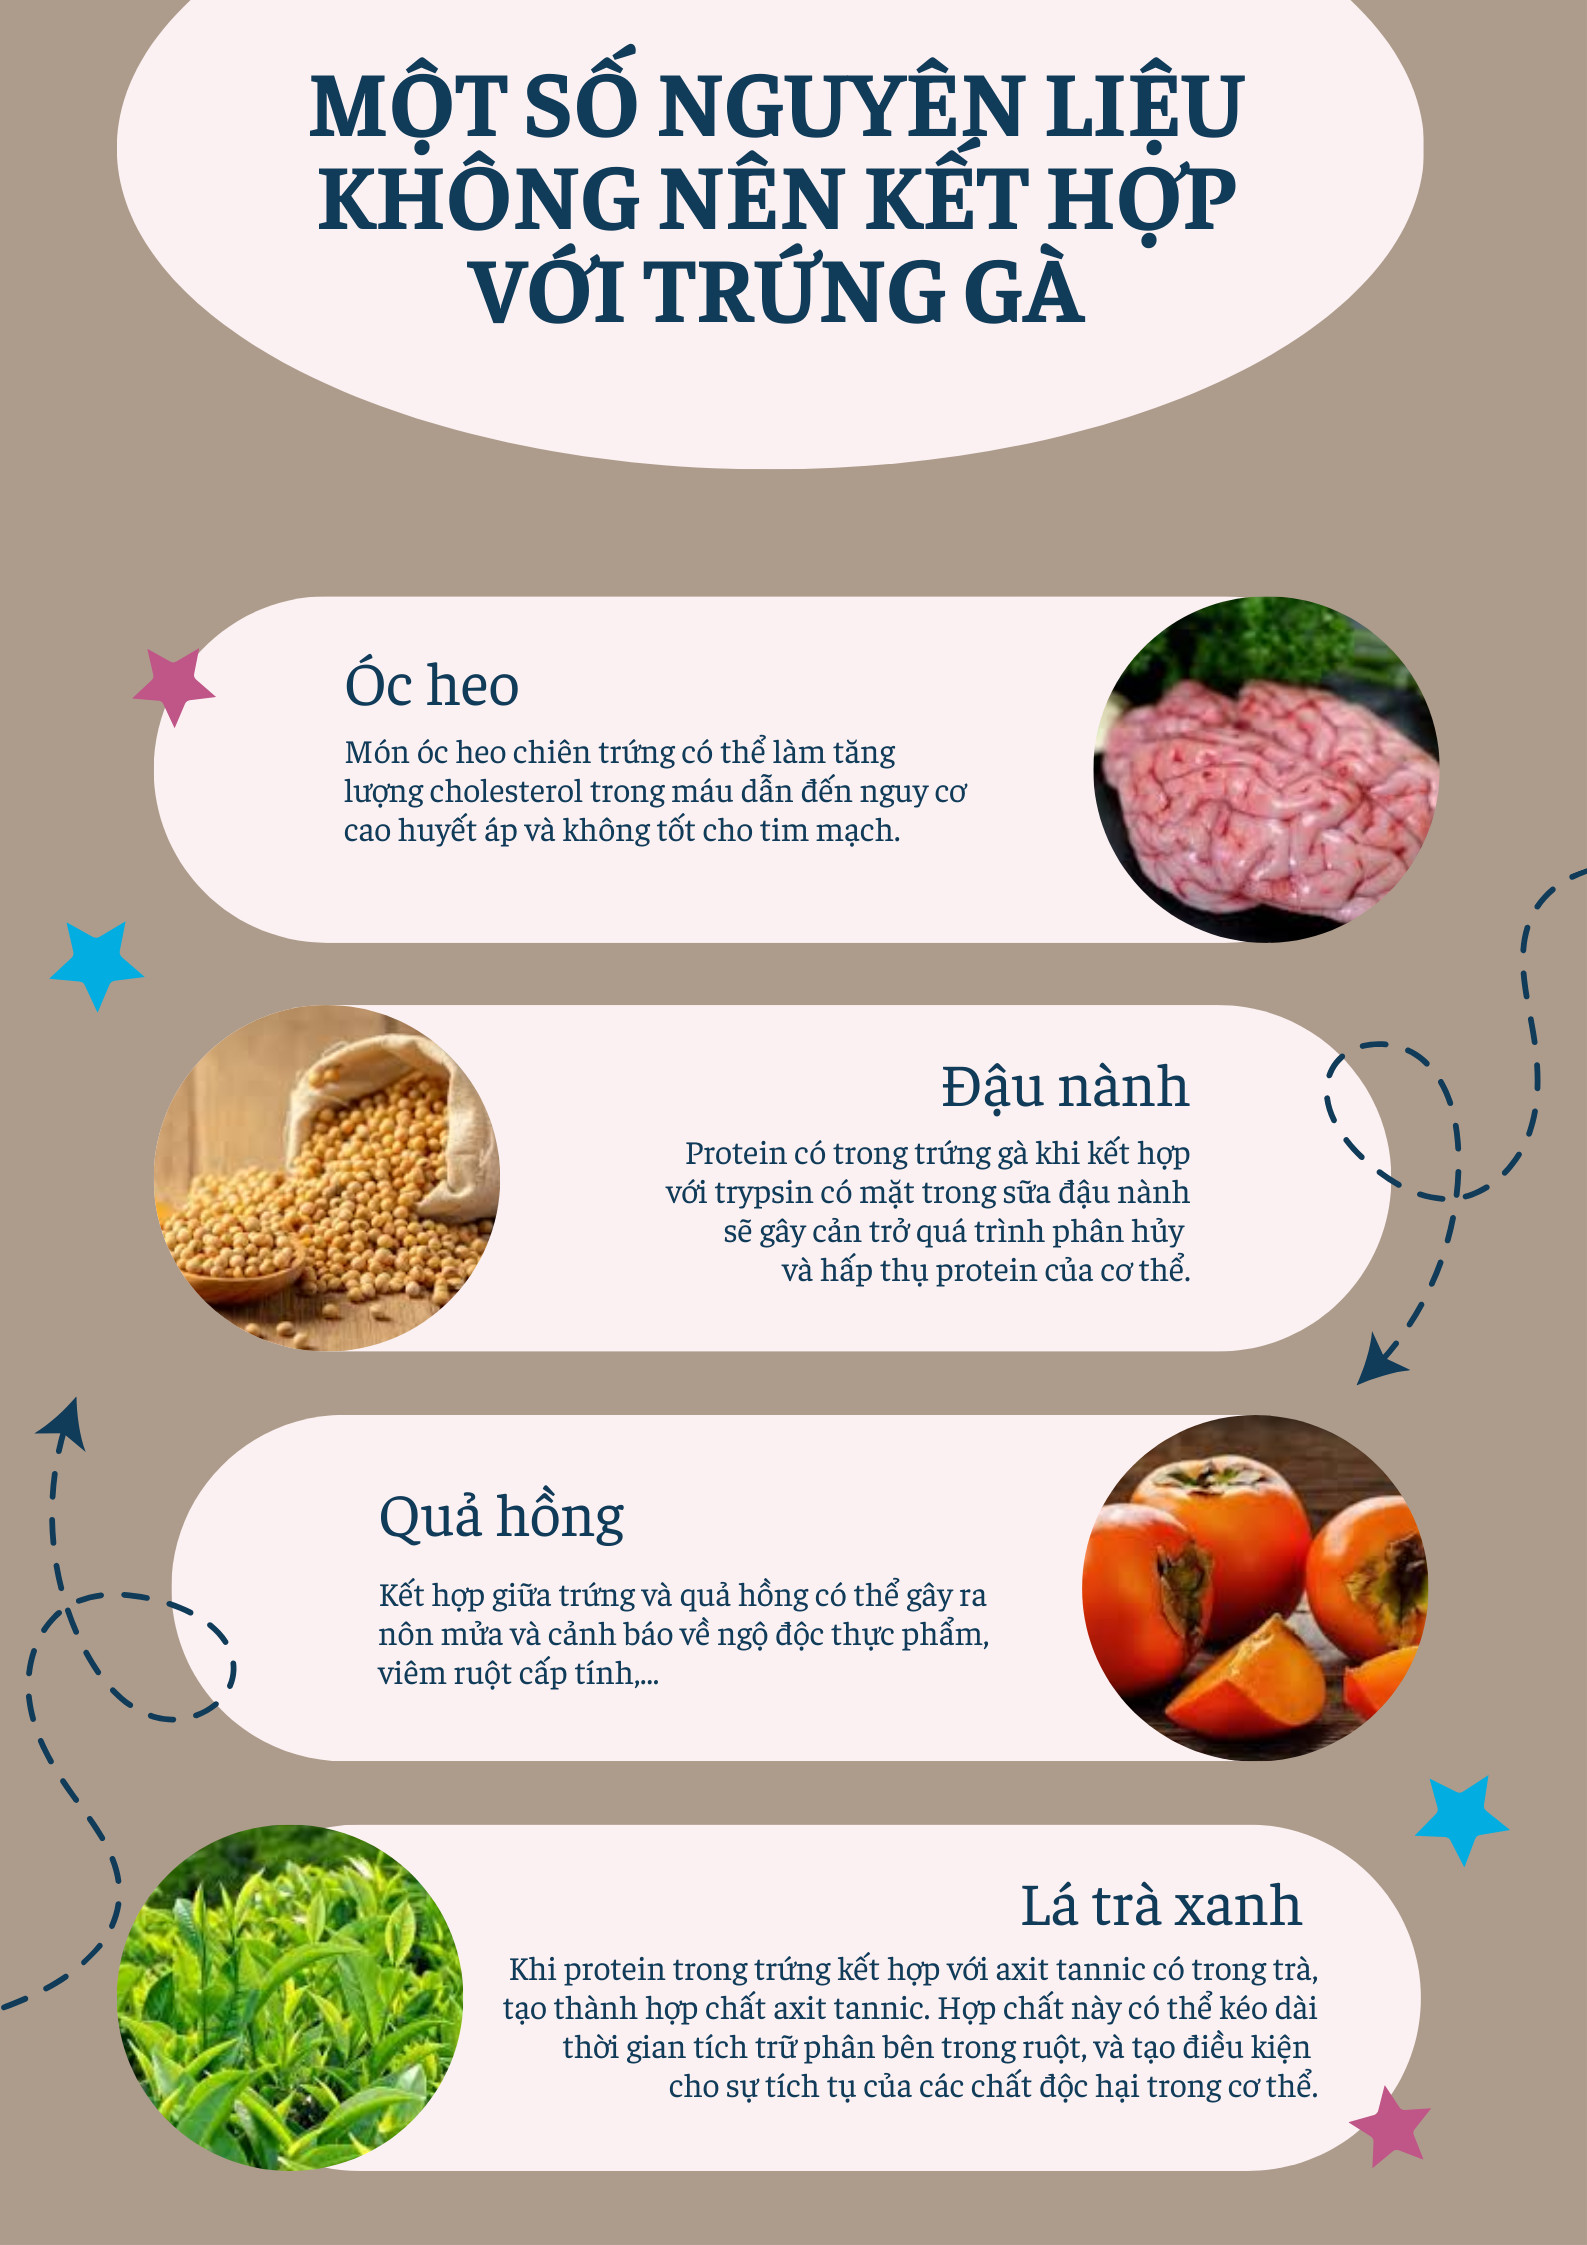 MỘT SỐ NGUYÊN LIỆU
KHÔNG NÊN KẾT HỢP
VỚI TRỨNG GÀ
Óc heo
Món óc heo chiên trứng có thể làm tăng
lượng cholesterol trong máu dẫn đến nguy cơ
cao huyết áp và không tốt cho tim mạch.
Đậu nành
Protein có trong trứng gà khi kết hợp
với trypsin có mặt trong sữa đậu nành
sẽ gây cản trở quá trình phân hủy
và hấp thụ protein của cơ thể.
Quả hồng
Kết hợp giữa trứng và quả hồng có thể gây ra
nôn mửa và cảnh báo về ngộ độc thực phẩm,
viêm ruột cấp tính,...
Lá trà xanh
Khi protein trong trứng kết hợp với axit tannic có trong trà,
tạo thành hợp chất axit tannic. Hợp chất này có thể kéo dài
thời gian tích trữ phân bên trong ruột, và tạo điều kiện
cho sự tích tụ của các chất độc hại trong cơ thể.